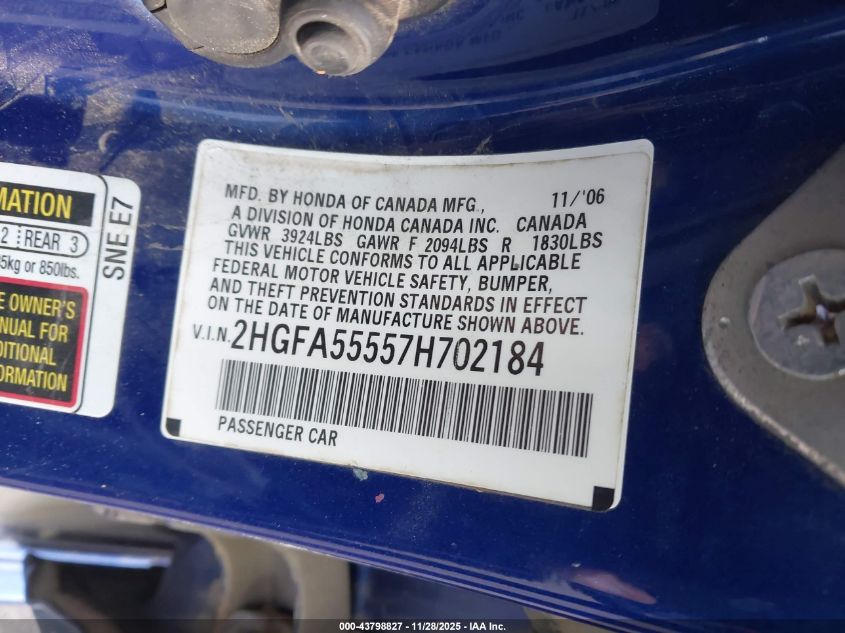 MFD. BY HONDA OF CANADA MFG., 11/'06
A DIVISION OF HONDA CANADA INC. CANADA
GVWR 3924LBS GAWR F 2094LBS R 1830LBS
THIS VEHICLE CONFORMS TO ALL APPLICABLE
FEDERAL MOTOR VEHICLE SAFETY, BUMPER,
AND THEFT PREVENTION STANDARDS IN EFFECT
ON THE DATE OF MANUFACTURE SHOWN ABOVE.
V.I.N. 2HGFA55557H702184
PASSENGER CAR
MATION
2 REAR 3
5kg or 850lbs.
E OWNER'S
NUAL FOR
DITIONAL
ORMATION
SNE E7
000-43798827 - 11/28/2025 - IAA Inc.